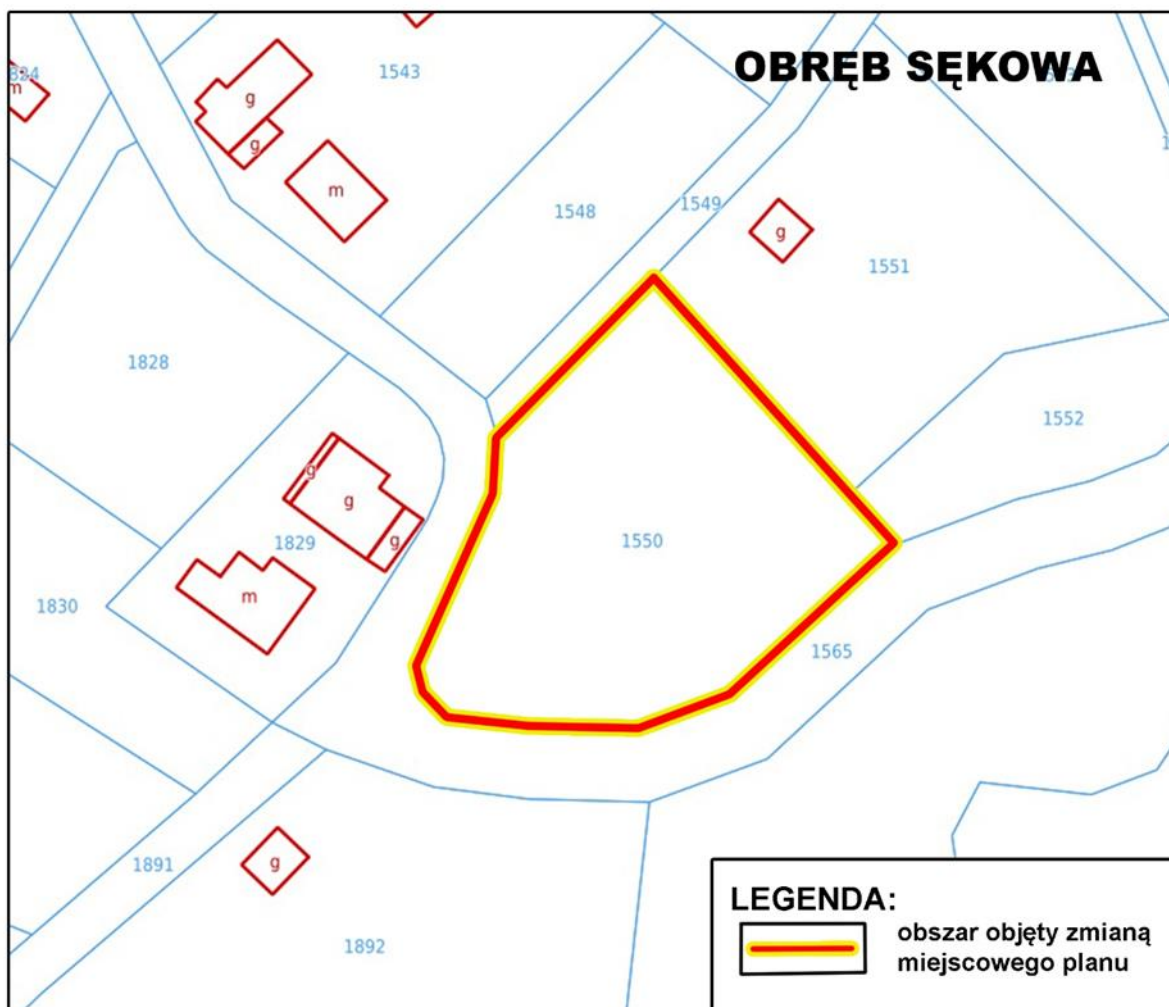 OBRĘB SĘKOWA
1543
m
g
g
m
1548
1549
g
1551
1828
1552
g
g
g
1829
1550
m
1830
1565
1891
g
1892
LEGENDA:
obszar objęty zmianą
miejscowego planu